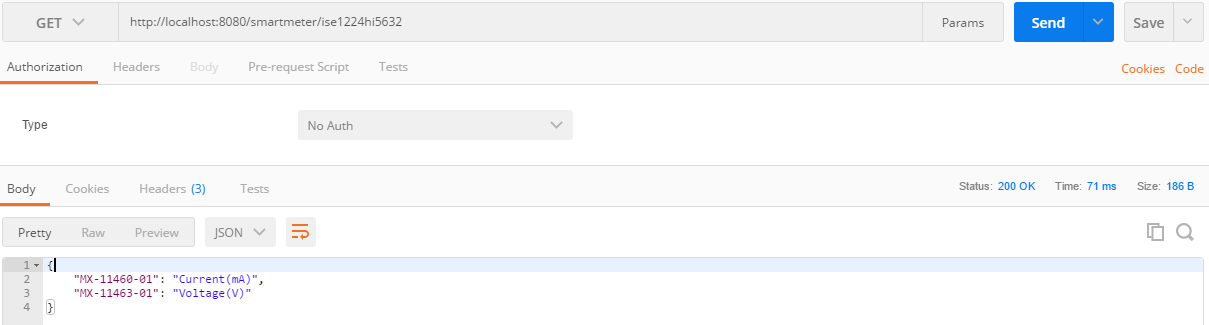 GET http://localhost:8080/smartmeter/ise1224hi5632 Params Send Save
Authorization Headers Body Pre-request Script Tests Cookies Code
Type No Auth
Body Cookies Headers (3) Tests Status: 200 OK Time: 71 ms Size: 186 B
Pretty Raw Preview JSON
1 {
2 "MX-11460-01": "Current(mA)",
3 "MX-11463-01": "Voltage(V)"
4 }